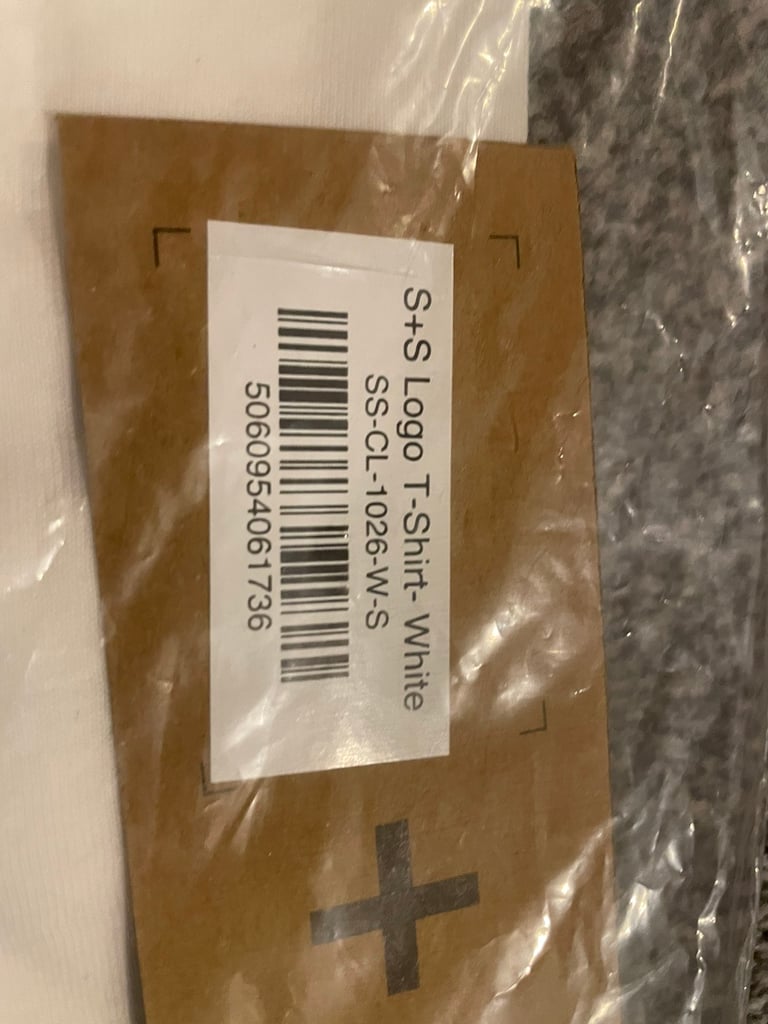 S+S Logo T-Shirt- White
SS-CL-1026-W-S
5060954061736